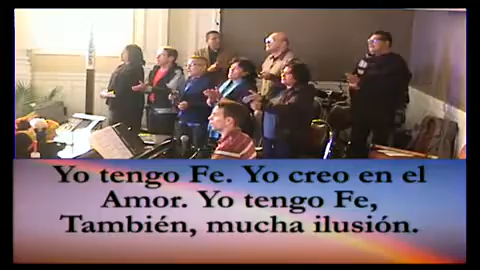 Yo tengo Fe. Yo creo en el
Amor. Yo tengo Fe,
También, mucha ilusión.